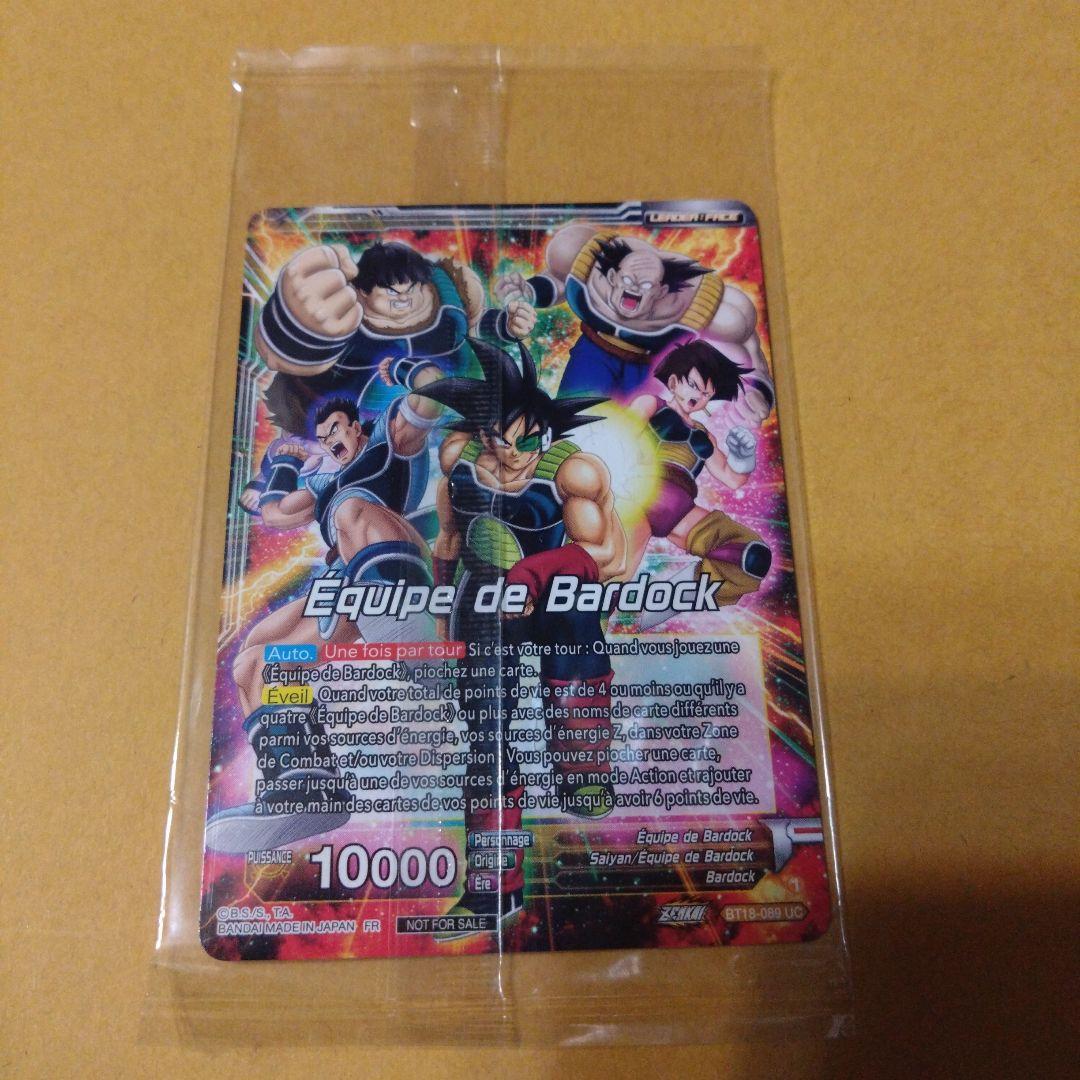 LEADER : FACE
Équipe de Bardock
Auto. Une fois par tour Si c'est votre tour : Quand vous jouez une
《Équipe de Bardock》, piochez une carte.
Éveil Quand votre total de points de vie est de 4 ou moins ou qu'il y a
quatre 《Équipe de Bardock》 ou plus avec des noms de carte différents
parmi vos sources d'énergie, vos sources d'énergie Z, dans votre Zone
de Combat et/ou votre Dispersion : Vous pouvez piocher une carte,
passer jusqu'à une de vos sources d'énergie en mode Action et rajouter
à votre main des cartes de vos points de vie jusqu'à avoir 6 points de vie.
PUISSANCE 10000
Personnage Équipe de Bardock
Origine Saiyan/Équipe de Bardock
Ère Bardock
1
©B.S./S., T.A.
BANDAI MADE IN JAPAN FR NOT FOR SALE
ZENKAI BT18-089 UC